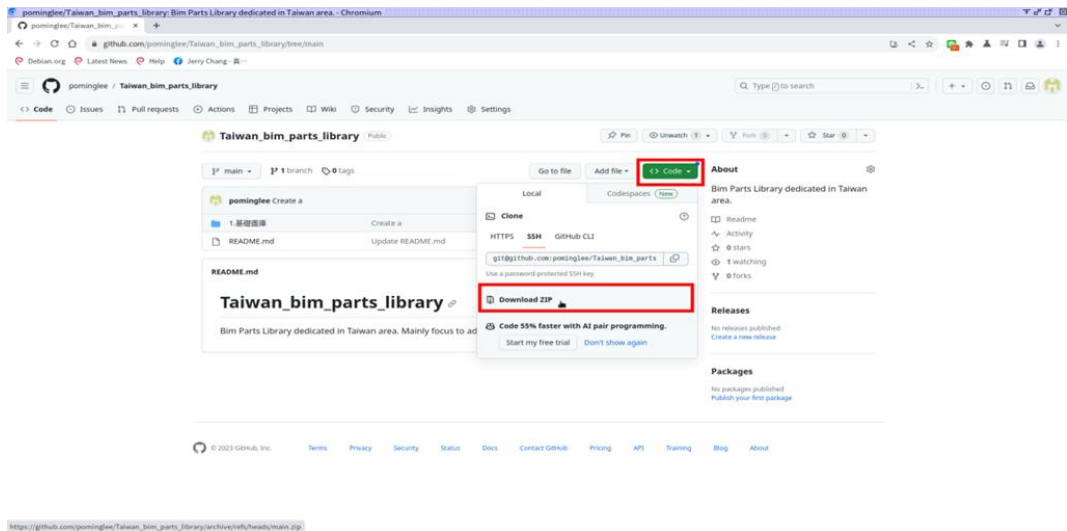 pominglee/Taiwan_bim_parts_library: Bim Parts Library dedicated in Taiwan area. - Chromium
pominglee/Taiwan_bim_p
github.com/pominglee/Taiwan_bim_parts_library/tree/main
Debian.org Latest News Help Jerry Chang -
pominglee / Taiwan_bim_parts_library
Type / to search
Code Issues Pull requests Actions Projects Wiki Security Insights Settings
Taiwan_bim_parts_library Public
Pin Unwatch 1 Fork 0 Star 0
main 1 branch 0 tags Go to file Add file <> Code
About
Bim Parts Library dedicated in Taiwan area.
Readme
Activity
0 stars
1 watching
0 forks
Releases
No releases published
Create a new release
Packages
No packages published
Publish your first package
pominglee Create a
1.基礎圖庫 Create a
README.md Update README.md
Local Codespaces New
Clone
HTTPS SSH GitHub CLI
git@github.com:pominglee/Taiwan_bim_parts
Use a password-protected SSH key.
Download ZIP
Code 55% faster with AI pair programming.
Start my free trial Don't show again
README.md
Taiwan_bim_parts_library
Bim Parts Library dedicated in Taiwan area. Mainly focus to ad
© 2023 GitHub, Inc. Terms Privacy Security Status Docs Contact GitHub Pricing API Training Blog About
https://github.com/pominglee/Taiwan_bim_parts_library/archive/refs/heads/main.zip